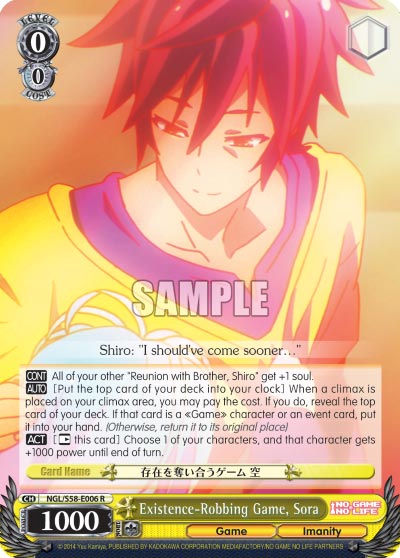 LEVEL
0
0
COST
SAMPLE
Shiro: "I should've come sooner…"
CONT All of your other "Reunion with Brother, Shiro" get +1 soul.
AUTO [Put the top card of your deck into your clock] When a climax is
placed on your climax area, you may pay the cost. If you do, reveal the top
card of your deck. If that card is a «Game» character or an event card, put
it into your hand. (Otherwise, return it to its original place)
ACT [ this card] Choose 1 of your characters, and that character gets
+1000 power until end of turn.
Card Name 存在を奪い合うゲーム 空
CH NGL/S58-E006 R
Existence-Robbing Game, Sora
NO GAME
NO LIFE
POWER
1000
SOUL
Game
Imanity
© 2014 Yuu Kamiya, PUBLISHED BY KADOKAWA CORPORATION MEDIAFACTORY/NO GAME NO LIFE PARTNERS